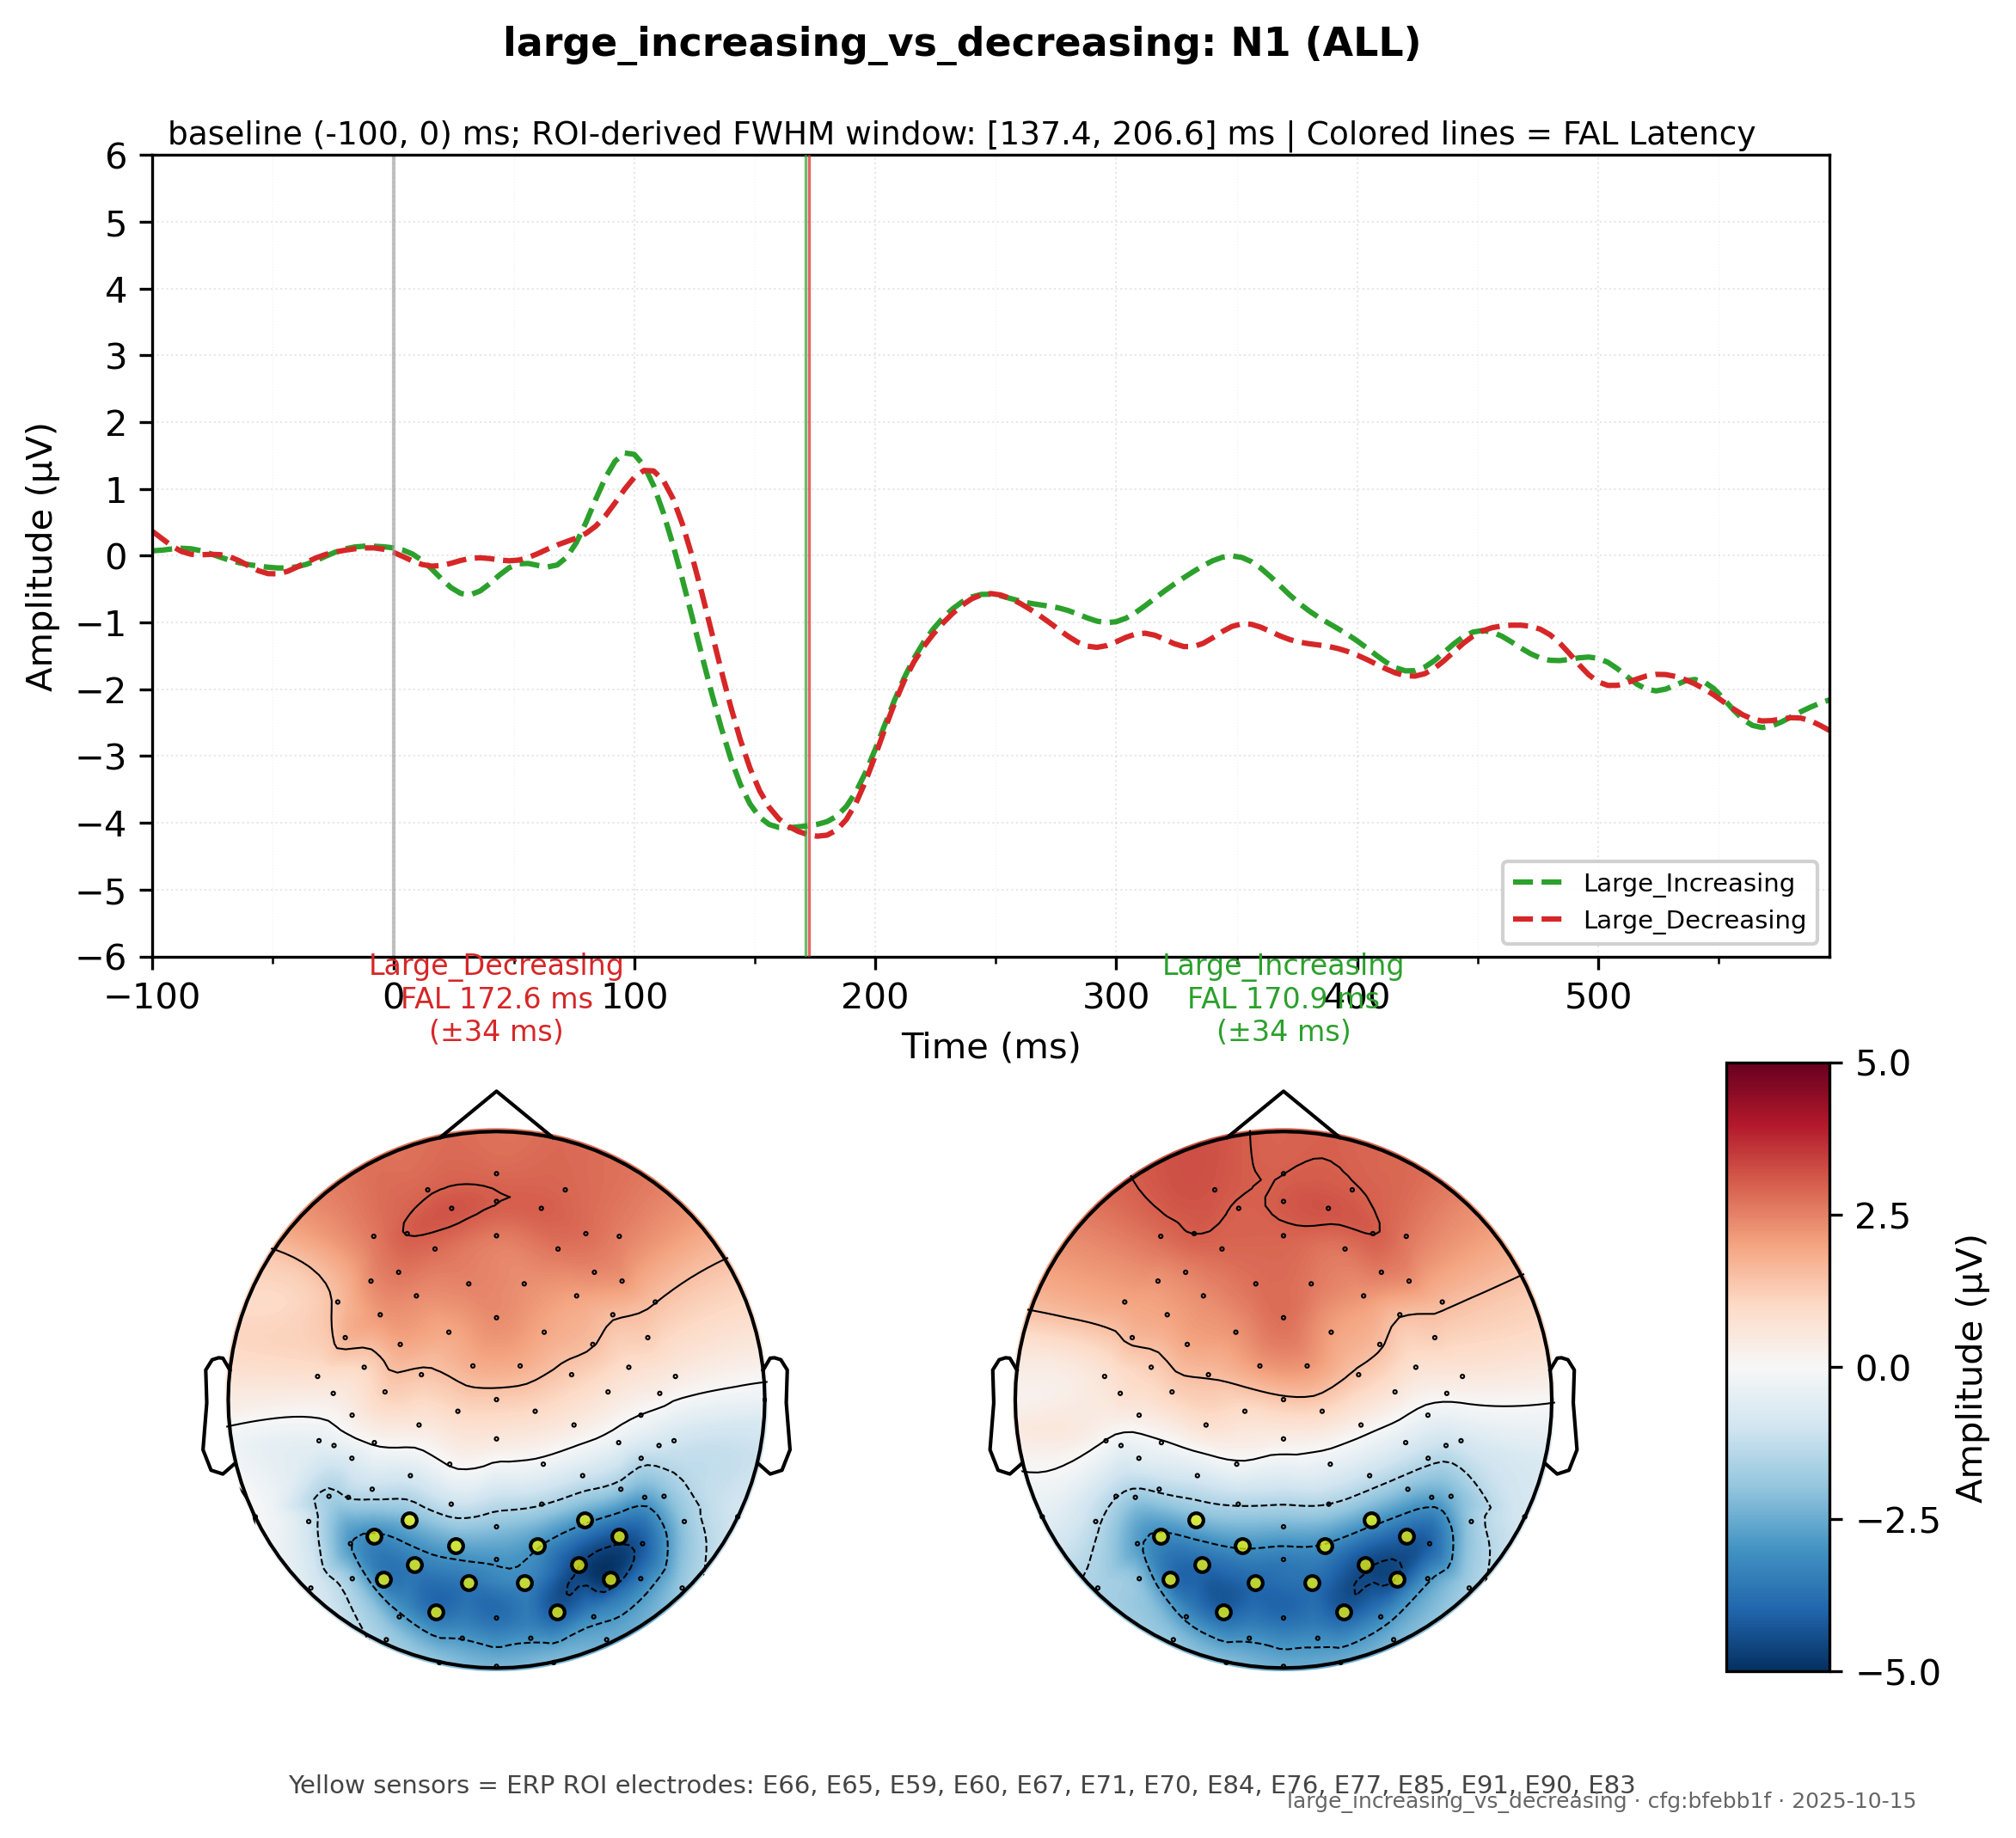 large_increasing_vs_decreasing: N1 (ALL)
baseline (-100, 0) ms; ROI-derived FWHM window: [137.4, 206.6] ms | Colored lines = FAL Latency
Amplitude (µV)
6
5
4
3
2
1
0
−1
−2
−3
−4
−5
−6
Large_Increasing
Large_Decreasing
−100
0
100
200
300
400
500
Time (ms)
Large_Decreasing
FAL 172.6 ms
(±34 ms)
Large_Increasing
FAL 170.9 ms
(±34 ms)
5.0
2.5
0.0
−2.5
−5.0
Amplitude (µV)
Yellow sensors = ERP ROI electrodes: E66, E65, E59, E60, E67, E71, E70, E84, E76, E77, E85, E91, E90, E83
large_increasing_vs_decreasing · cfg:bfebb1f · 2025-10-15